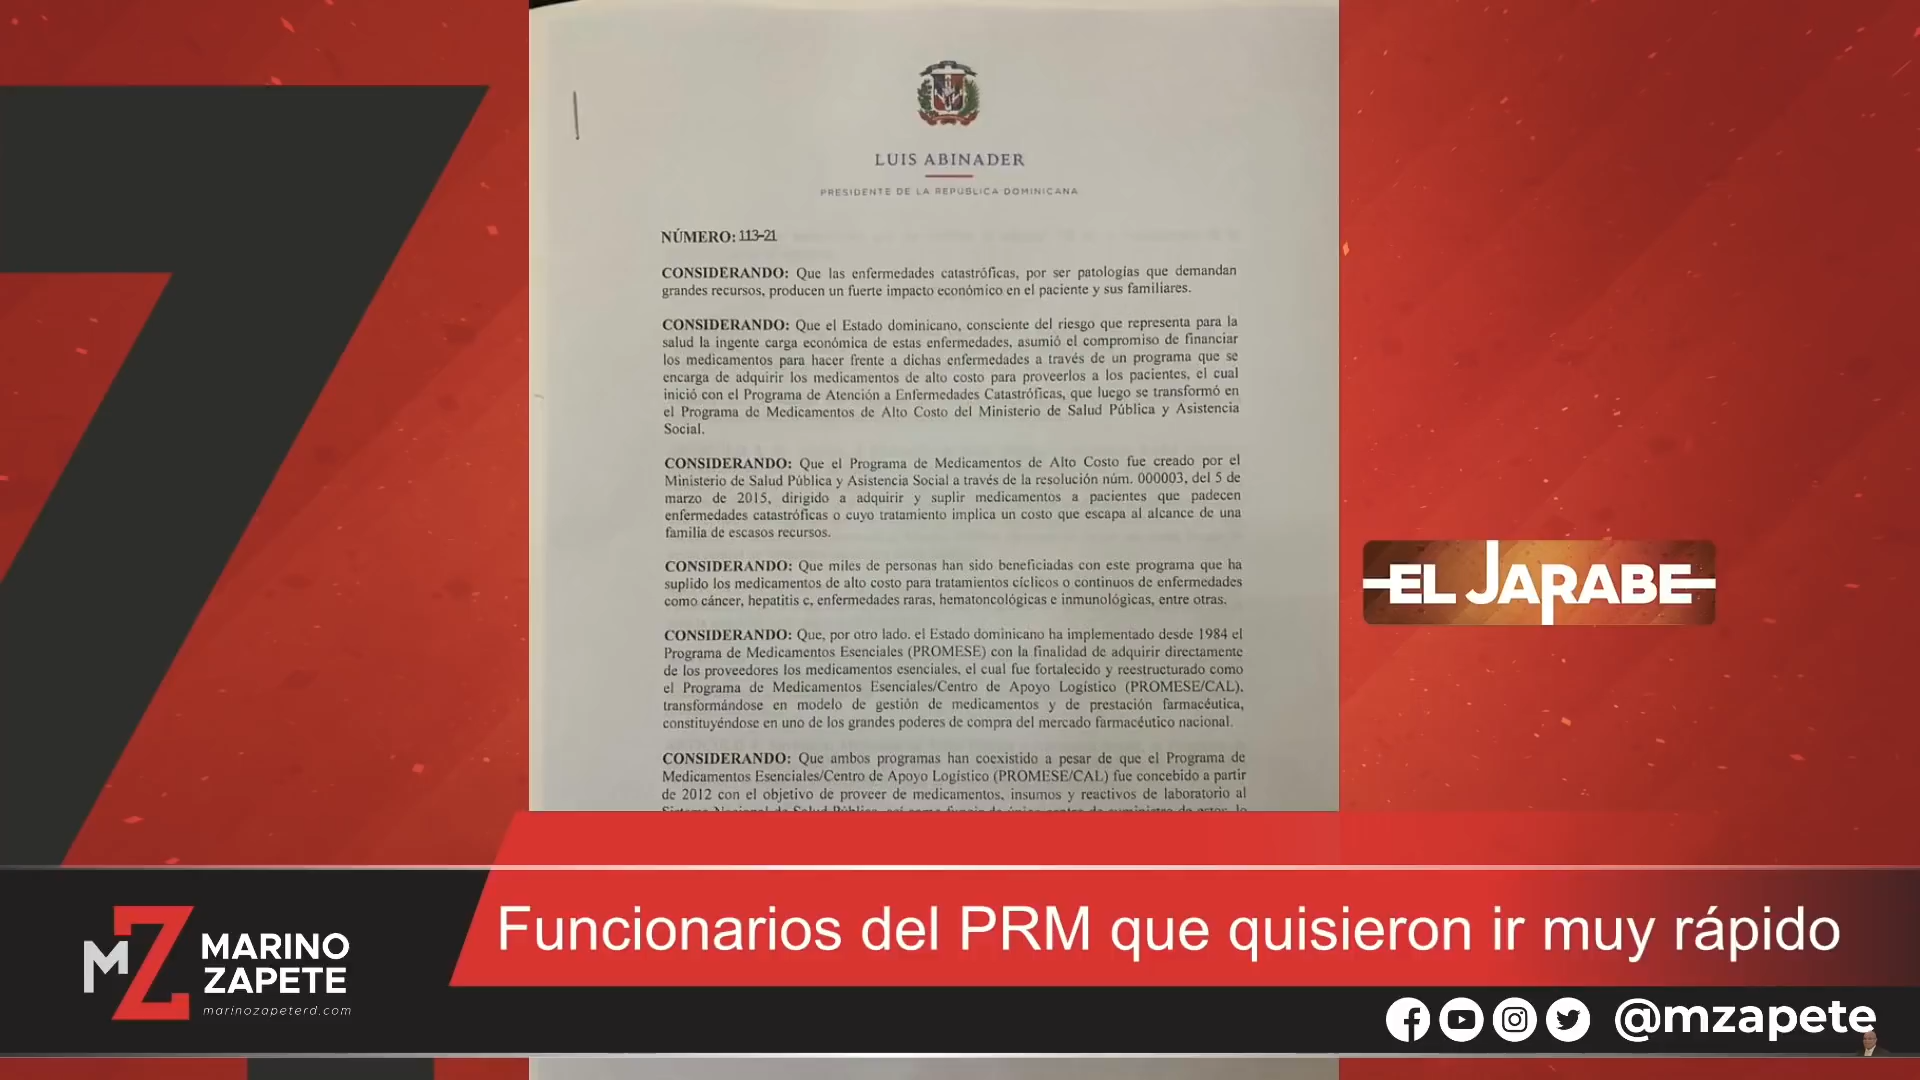 LUIS ABINADER
PRESIDENTE DE LA REPÚBLICA DOMINICANA
NÚMERO: 113-21
CONSIDERANDO: Que las enfermedades catastróficas, por ser patologías que demandan
grandes recursos, producen un fuerte impacto económico en el paciente y sus familiares.
CONSIDERANDO: Que el Estado dominicano, consciente del riesgo que representa para la
salud la ingente carga económica de estas enfermedades, asumió el compromiso de financiar
los medicamentos para hacer frente a dichas enfermedades a través de un programa que se
encarga de adquirir los medicamentos de alto costo para proveerlos a los pacientes, el cual
inició con el Programa de Atención a Enfermedades Catastróficas, que luego se transformó en
el Programa de Medicamentos de Alto Costo del Ministerio de Salud Pública y Asistencia
Social.
CONSIDERANDO: Que el Programa de Medicamentos de Alto Costo fue creado por el
Ministerio de Salud Pública y Asistencia Social a través de la resolución núm. 000003, del 5 de
marzo de 2015, dirigido a adquirir y suplir medicamentos a pacientes que padecen
enfermedades catastróficas o cuyo tratamiento implica un costo que escapa al alcance de una
familia de escasos recursos.
CONSIDERANDO: Que miles de personas han sido beneficiadas con este programa que ha
suplido los medicamentos de alto costo para tratamientos cíclicos o continuos de enfermedades
como cáncer, hepatitis c, enfermedades raras, hematoncológicas e inmunológicas, entre otras.
CONSIDERANDO: Que, por otro lado, el Estado dominicano ha implementado desde 1984 el
Programa de Medicamentos Esenciales (PROMESE) con la finalidad de adquirir directamente
de los proveedores los medicamentos esenciales, el cual fue fortalecido y reestructurado como
el Programa de Medicamentos Esenciales/Centro de Apoyo Logístico (PROMESE/CAL),
transformándose en modelo de gestión de medicamentos y de prestación farmacéutica,
constituyéndose en uno de los grandes poderes de compra del mercado farmacéutico nacional.
CONSIDERANDO: Que ambos programas han coexistido a pesar de que el Programa de
Medicamentos Esenciales/Centro de Apoyo Logístico (PROMESE/CAL) fue concebido a partir
de 2012 con el objetivo de proveer de medicamentos, insumos y reactivos de laboratorio al
EL JARABE
Funcionarios del PRM que quisieron ir muy rápido
MZ
MARINO
ZAPETE
marinozapeterd.com
@mzapete